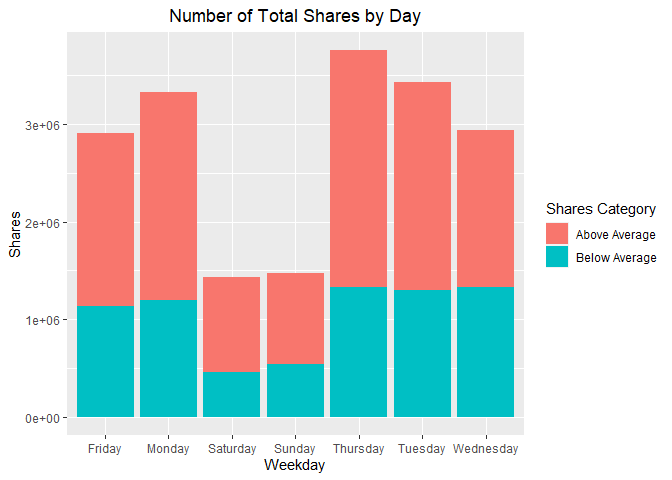 Number of Total Shares by Day
Shares
3e+06
2e+06
1e+06
0e+00
Friday Monday Saturday Sunday Thursday Tuesday Wednesday
Weekday
Shares Category
Above Average
Below Average